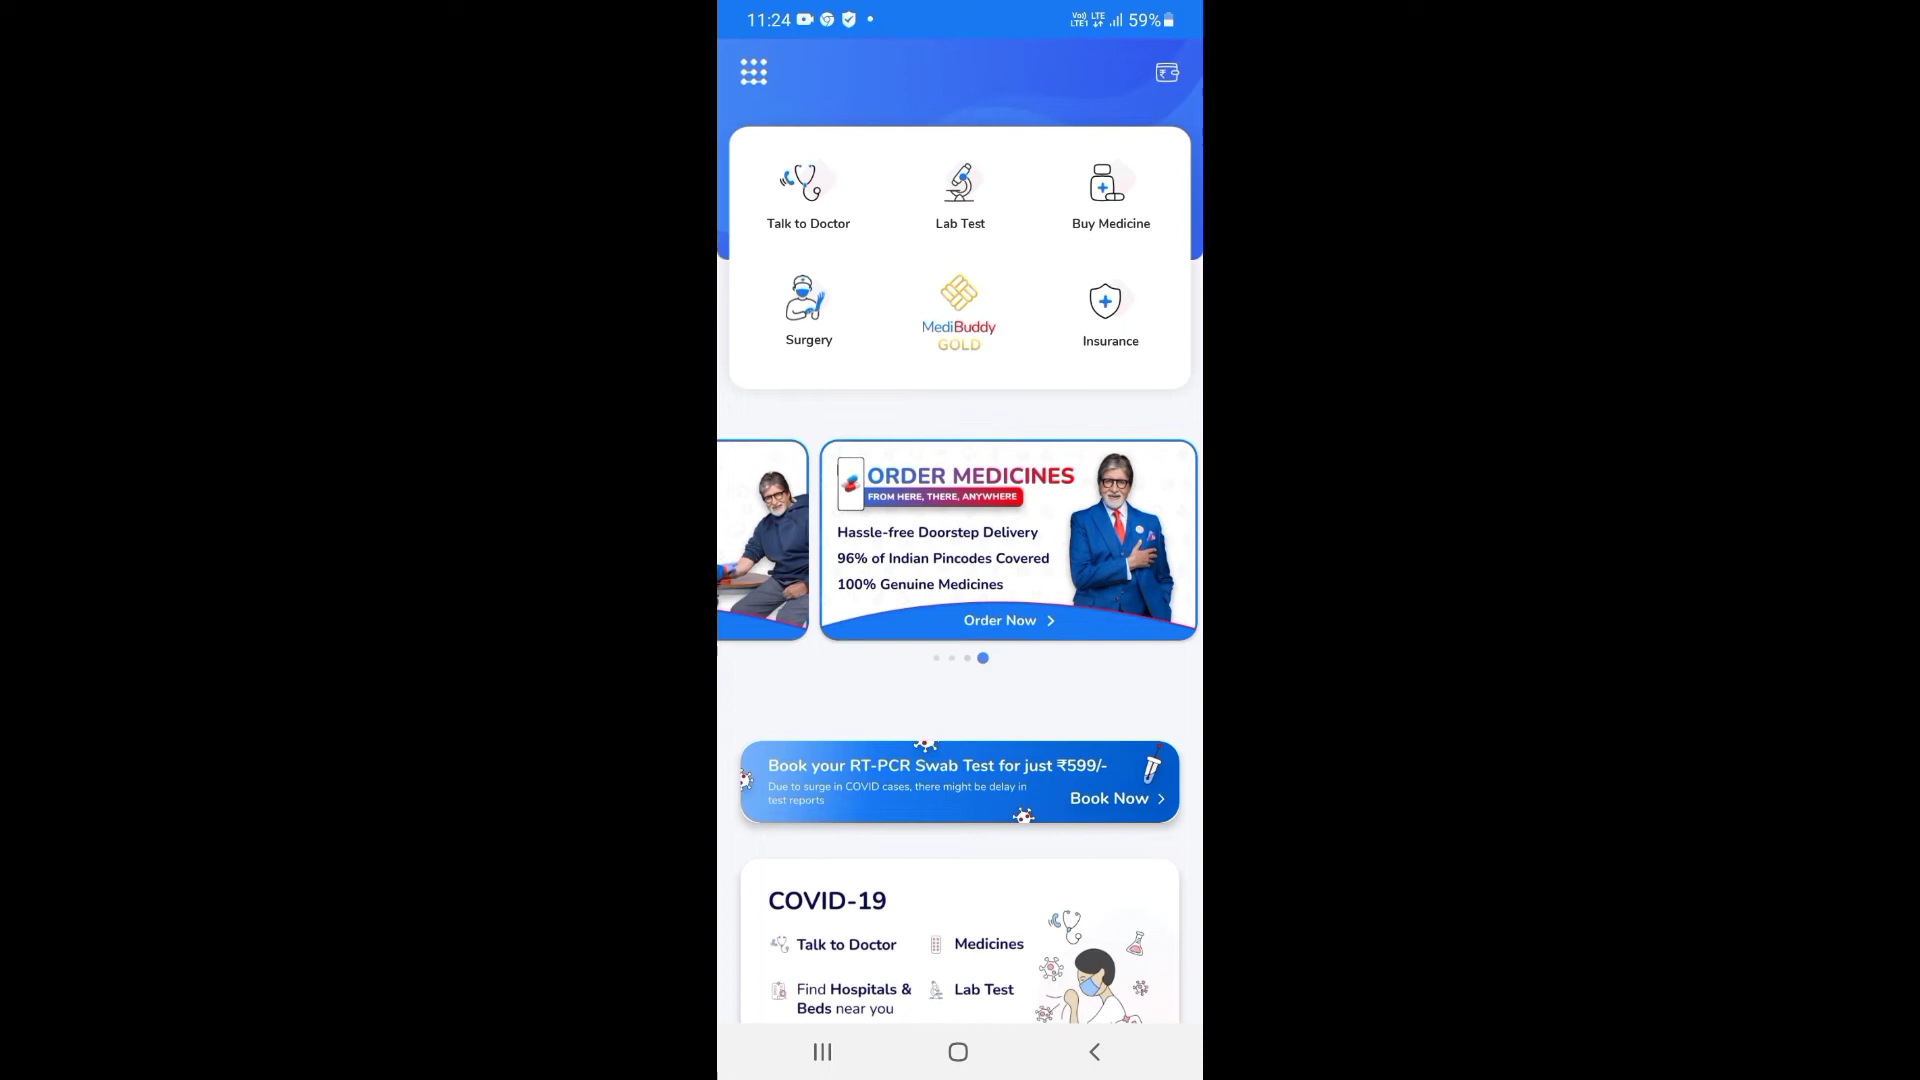 11:24
Vo) LTE
LTE1
59%
Talk to Doctor
Lab Test
Buy Medicine
Surgery
MediBuddy
GOLD
Insurance
ORDER MEDICINES
FROM HERE, THERE, ANYWHERE
Hassle-free Doorstep Delivery
96% of Indian Pincodes Covered
100% Genuine Medicines
Order Now
Book your RT-PCR Swab Test for just ₹599/-
Due to surge in COVID cases, there might be delay in
test reports
Book Now
COVID-19
Talk to Doctor
Medicines
Find Hospitals &
Beds near you
Lab Test